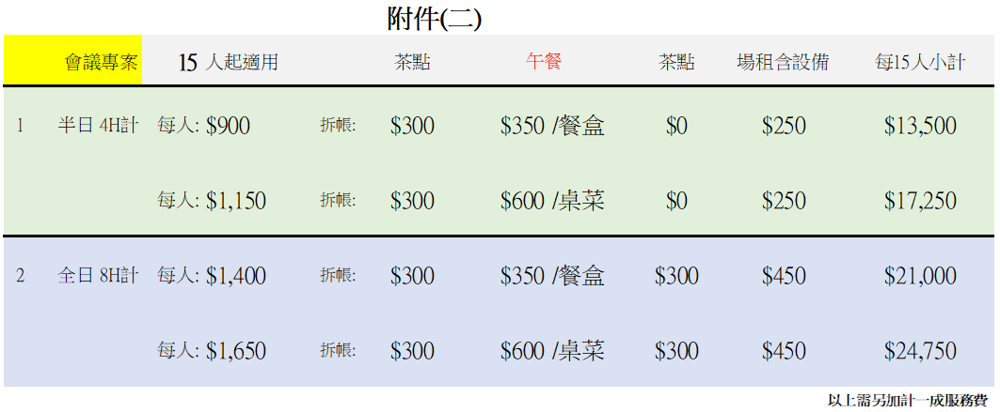 附件(二)
會議專案 15 人起適用 茶點 午餐 茶點 場租含設備 每15人小計
1 半日 4H計 每人: $900 拆帳: $300 $350 /餐盒 $0 $250 $13,500
每人: $1,150 拆帳: $300 $600 /桌菜 $0 $250 $17,250
2 全日 8H計 每人: $1,400 拆帳: $300 $350 /餐盒 $300 $450 $21,000
每人: $1,650 拆帳: $300 $600 /桌菜 $300 $450 $24,750
以上需另加計一成服務費